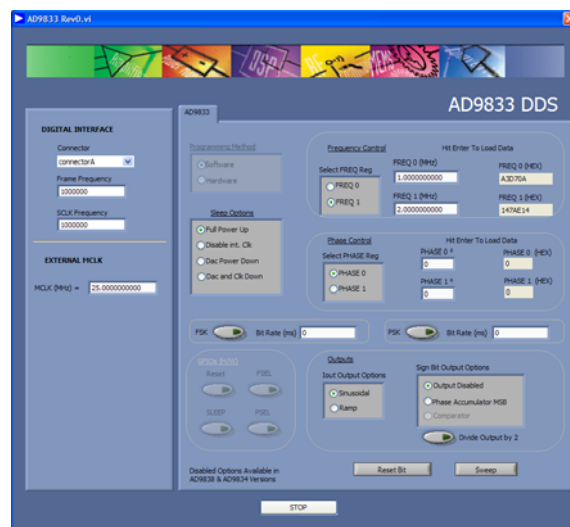 AD9833 Rev0.vi
DSP
RF
MEMS
AD9833 DDS
AD9833
DIGITAL INTERFACE
Connector
connectorA
Frame Frequency
1000000
SCLK Frequency
1000000
EXTERNAL MCLK
MCLK (MHz) = 25.0000000000
Programming Method
Software
Hardware
Sleep Options
Full Power Up
Disable int. Clk
Dac Power Down
Dac and Clk Down
Frequency Control
Hit Enter To Load Data
Select FREQ Reg
FREQ 0
FREQ 1
FREQ 0 (MHz)
1.0000000000
FREQ 0 (HEX)
A3D70A
FREQ 1 (MHz)
2.0000000000
FREQ 1 (HEX)
147AE14
Phase Control
Hit Enter To Load Data
Select PHASE Reg
PHASE 0
PHASE 1
PHASE 0 °
0
PHASE 0 (HEX)
0
PHASE 1 °
0
PHASE 1 (HEX)
0
FSK
Bit Rate (ms) 0
PSK
Bit Rate (ms) 0
Reset
FSEL
SLEEP
PSEL
Outputs
Iout Output Options
Sinusoidal
Ramp
Sign Bit Output Options
Output Disabled
Phase Accumulator MSB
Comparator
Divide Output by 2
Disabled Options Available in
AD9838 & AD9834 Versions
Reset Bit
Sweep
STOP